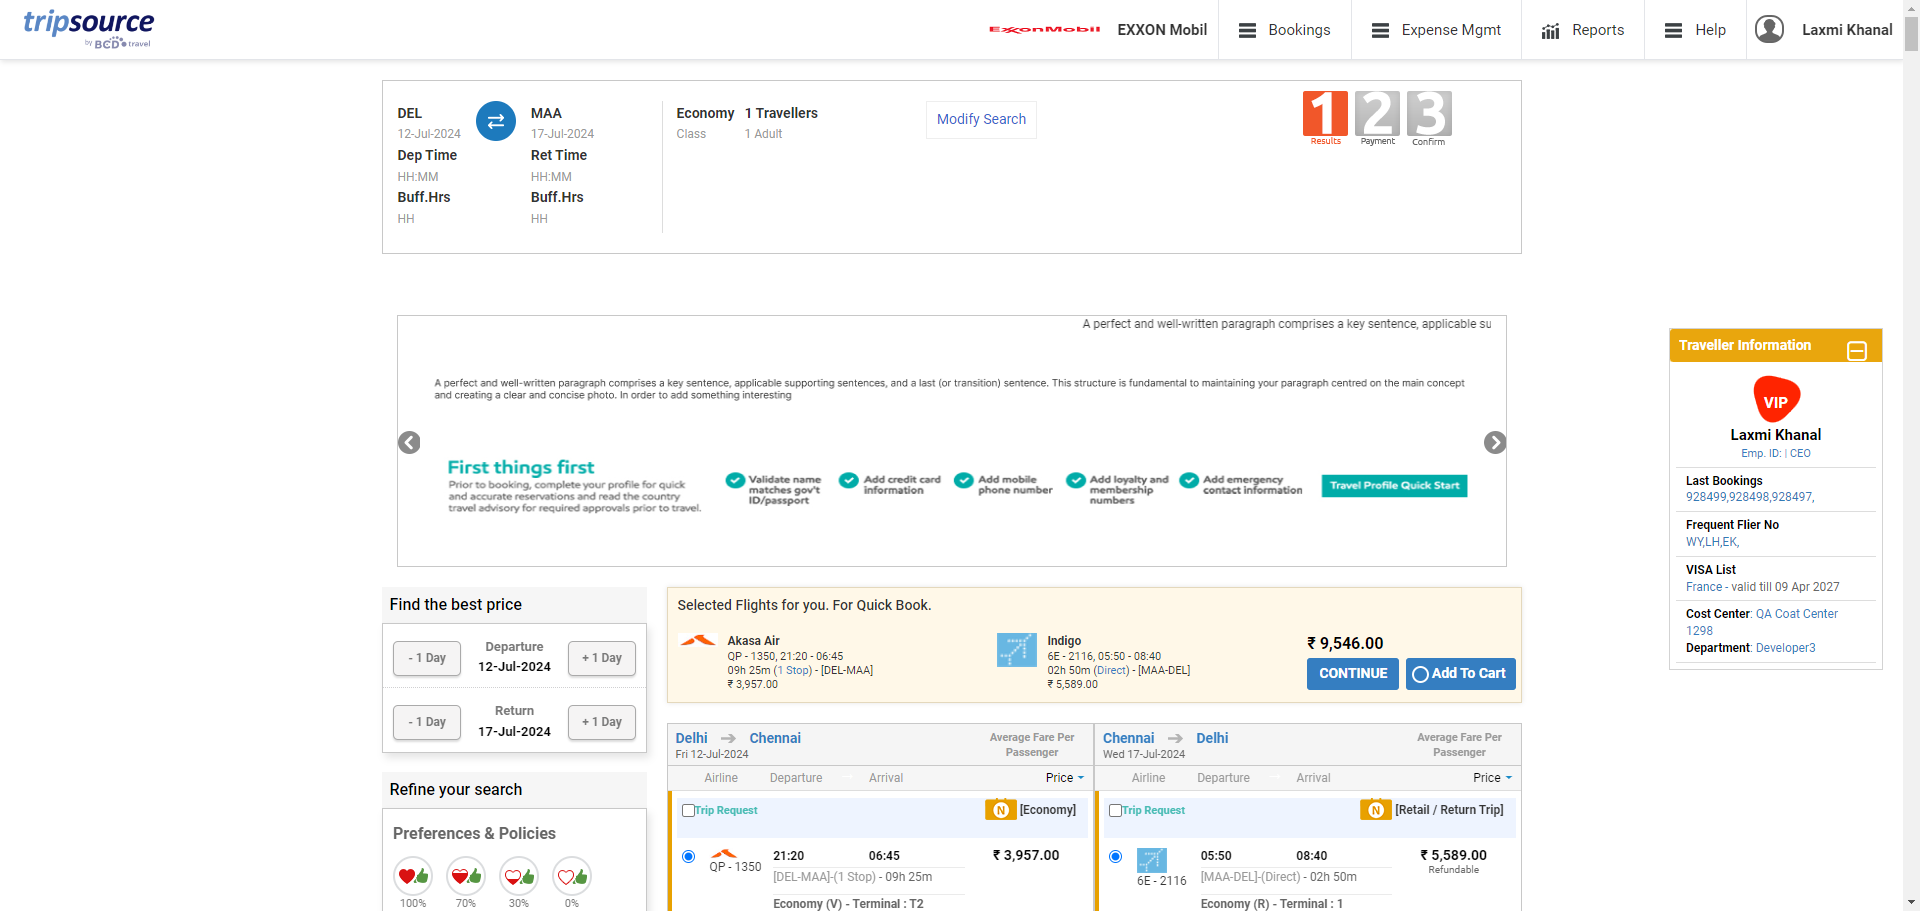 tripsource
by BCD travel
ExxonMobil
EXXON Mobil
Bookings
Expense Mgmt
Reports
Help
Laxmi Khanal
DEL
12-Jul-2024
Dep Time
HH:MM
Buff.Hrs
HH
MAA
17-Jul-2024
Ret Time
HH:MM
Buff.Hrs
HH
Economy
Class
1 Travellers
1 Adult
Modify Search
1 2 3
Results Payment Confirm
A perfect and well-written paragraph comprises a key sentence, applicable su
A perfect and well-written paragraph comprises a key sentence, applicable supporting sentences, and a last (or transition) sentence. This structure is fundamental to maintaining your paragraph centred on the main concept
and creating a clear and concise photo. In order to add something interesting
First things first
Prior to booking, complete your profile for quick
and accurate reservations and read the country
travel advisory for required approvals prior to travel.
Validate name
matches gov't
ID/passport
Add credit card
information
Add mobile
phone number
Add loyalty and
membership
numbers
Add emergency
contact information
Travel Profile Quick Start
Traveller Information
VIP
Laxmi Khanal
Emp. ID: | CEO
Last Bookings
928499,928498,928497,
Frequent Flier No
WY,LH,EK,
VISA List
France - valid till 09 Apr 2027
Cost Center: QA Coat Center
1298
Department: Developer3
Find the best price
- 1 Day
Departure
12-Jul-2024
+ 1 Day
- 1 Day
Return
17-Jul-2024
+ 1 Day
Refine your search
Preferences & Policies
100% 70% 30% 0%
Selected Flights for you. For Quick Book.
Akasa Air
QP - 1350, 21:20 - 06:45
09h 25m (1 Stop) - [DEL-MAA]
₹ 3,957.00
Indigo
6E - 2116, 05:50 - 08:40
02h 50m (Direct) - [MAA-DEL]
₹ 5,589.00
₹ 9,546.00
CONTINUE
Add To Cart
Delhi Chennai
Fri 12-Jul-2024
Average Fare Per
Passenger
Airline Departure Arrival Price
Trip Request
N [Economy]
QP - 1350
21:20 06:45
₹ 3,957.00
[DEL-MAA]-(1 Stop) - 09h 25m
Economy (V) - Terminal : T2
Chennai Delhi
Wed 17-Jul-2024
Average Fare Per
Passenger
Airline Departure Arrival Price
Trip Request
N [Retail / Return Trip]
6E - 2116
05:50 08:40
₹ 5,589.00
Refundable
[MAA-DEL]-(Direct) - 02h 50m
Economy (R) - Terminal : 1